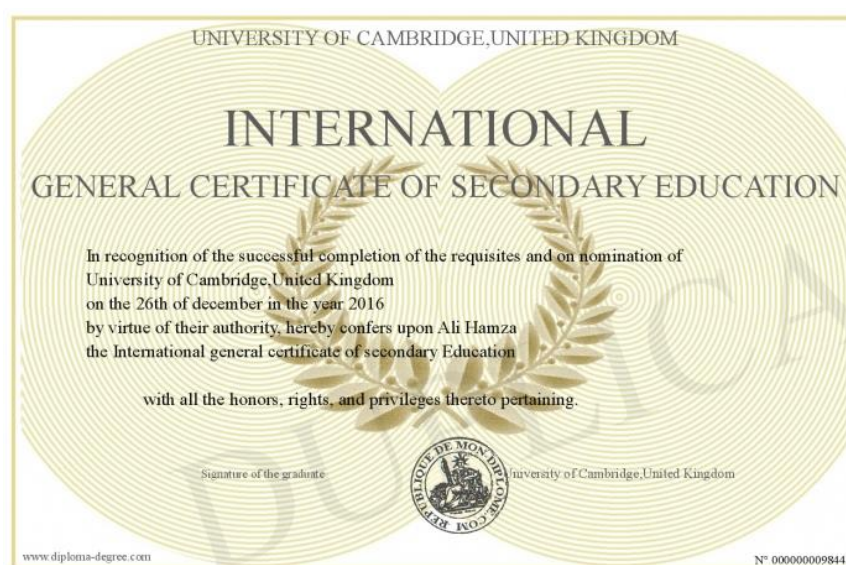 UNIVERSITY OF CAMBRIDGE,UNITED KINGDOM
INTERNATIONAL
GENERAL CERTIFICATE OF SECONDARY EDUCATION
In recognition of the successful completion of the requisites and on nomination of
University of Cambridge,United Kingdom
on the 26th of december in the year 2016
by virtue of their authority, hereby confers upon Ali Hamza
the International general certificate of secondary Education
with all the honors, rights, and privileges thereto pertaining.
Signature of the graduate
University of Cambridge,United Kingdom
REPUBLIQUE DE MON DIPLOME.COM
www.diploma-degree.com
N° 000000009844